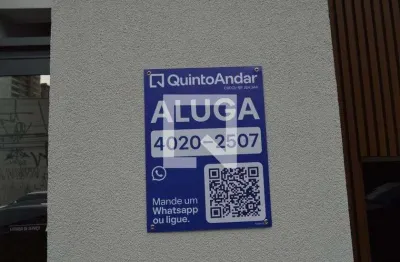 QuintoAndar
ALUGA
4020-2507
Mande um
Whatsapp
ou ligue.